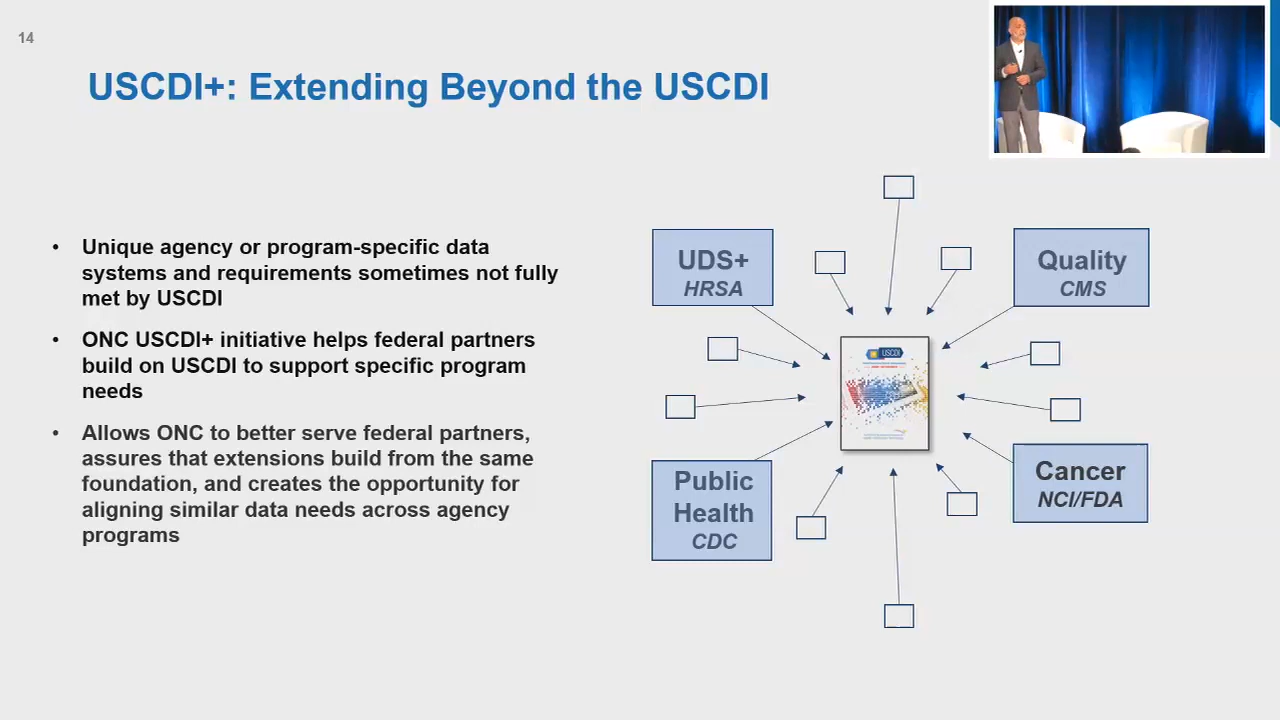 14
USCDI+: Extending Beyond the USCDI
• Unique agency or program-specific data
systems and requirements sometimes not fully
met by USCDI
• ONC USCDI+ initiative helps federal partners
build on USCDI to support specific program
needs
• Allows ONC to better serve federal partners,
assures that extensions build from the same
foundation, and creates the opportunity for
aligning similar data needs across agency
programs
UDS+
HRSA
Quality
CMS
USCDI
Public
Health
CDC
Cancer
NCI/FDA